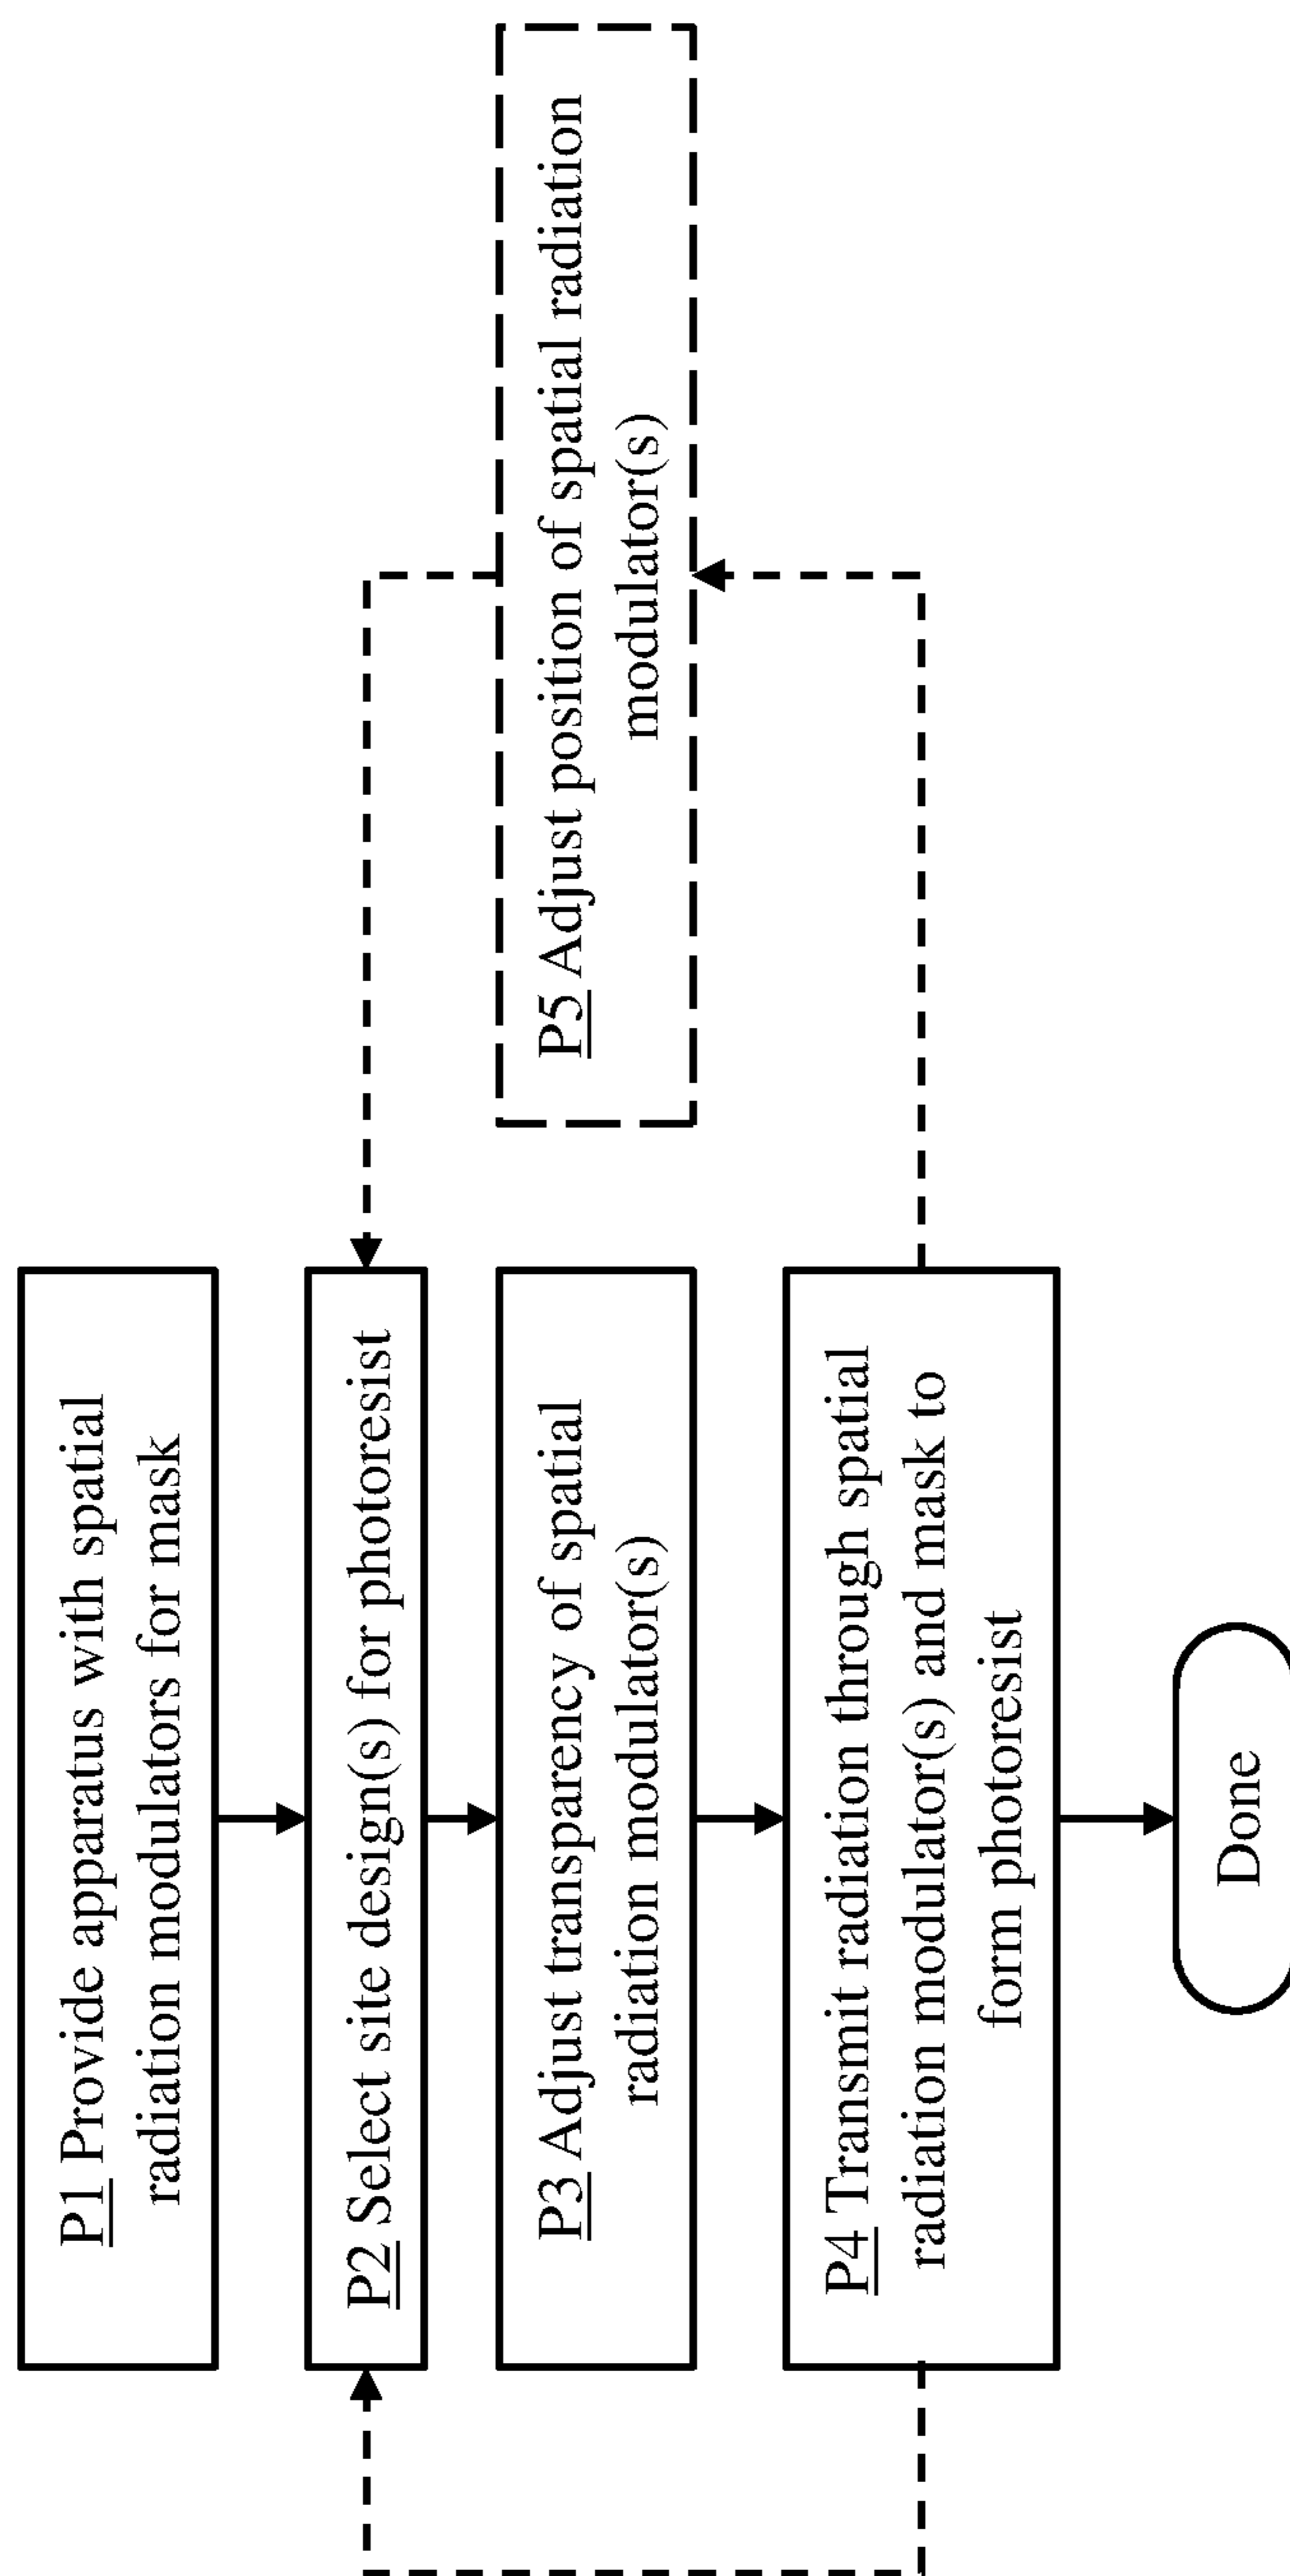 P1 Provide apparatus with spatial
radiation modulators for mask
P2 Select site design(s) for photoresist
P3 Adjust transparency of spatial
radiation modulator(s)
P4 Transmit radiation through spatial
radiation modulator(s) and mask to
form photoresist
Done
P5 Adjust position of spatial radiation
modulator(s)